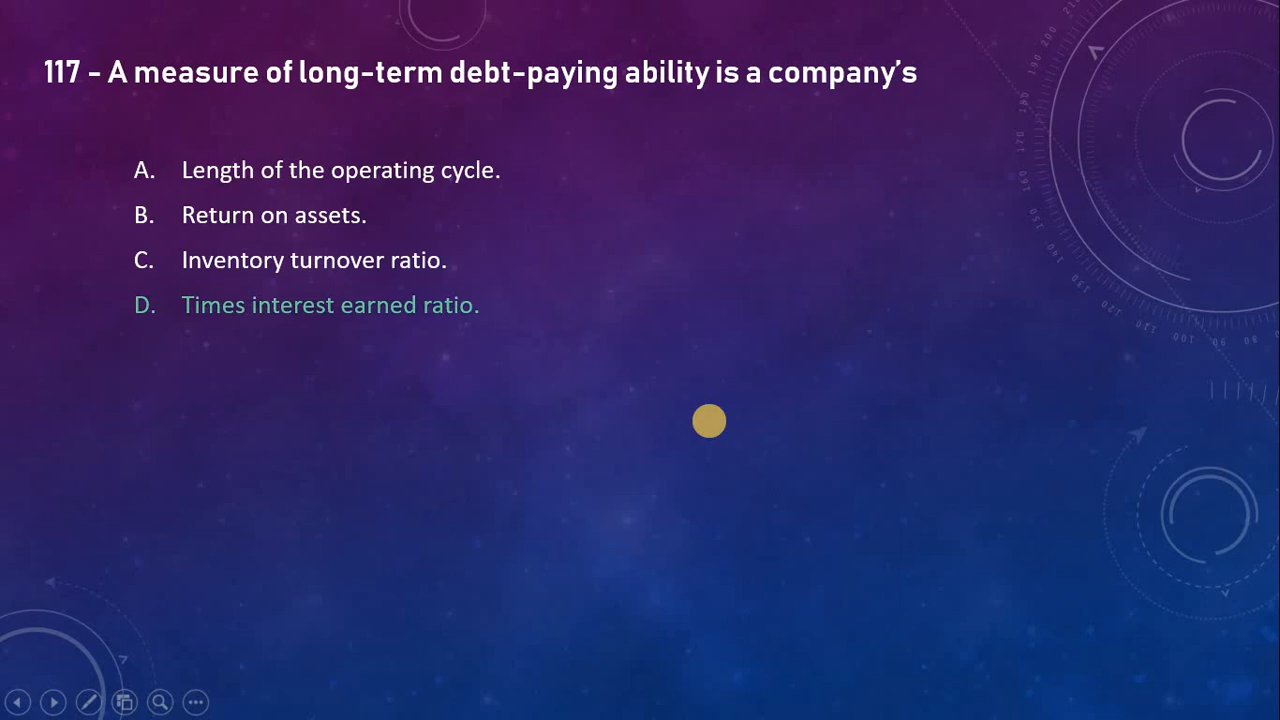 117 - A measure of long-term debt-paying ability is a company's
A. Length of the operating cycle.
B. Return on assets.
C. Inventory turnover ratio.
D. Times interest earned ratio.